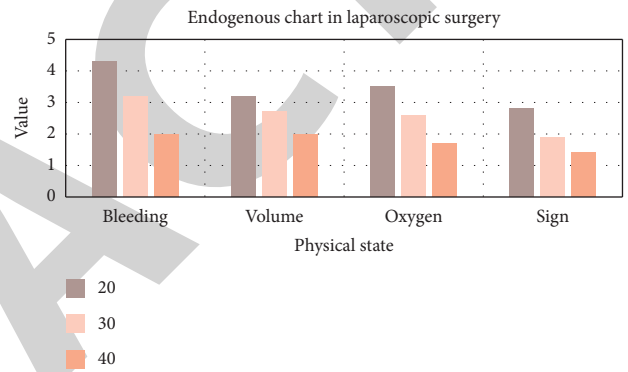 Endogenous chart in laparoscopic surgery
5
4
3
2
1
0
Value
Bleeding Volume Oxygen Sign
Physical state
20
30
40